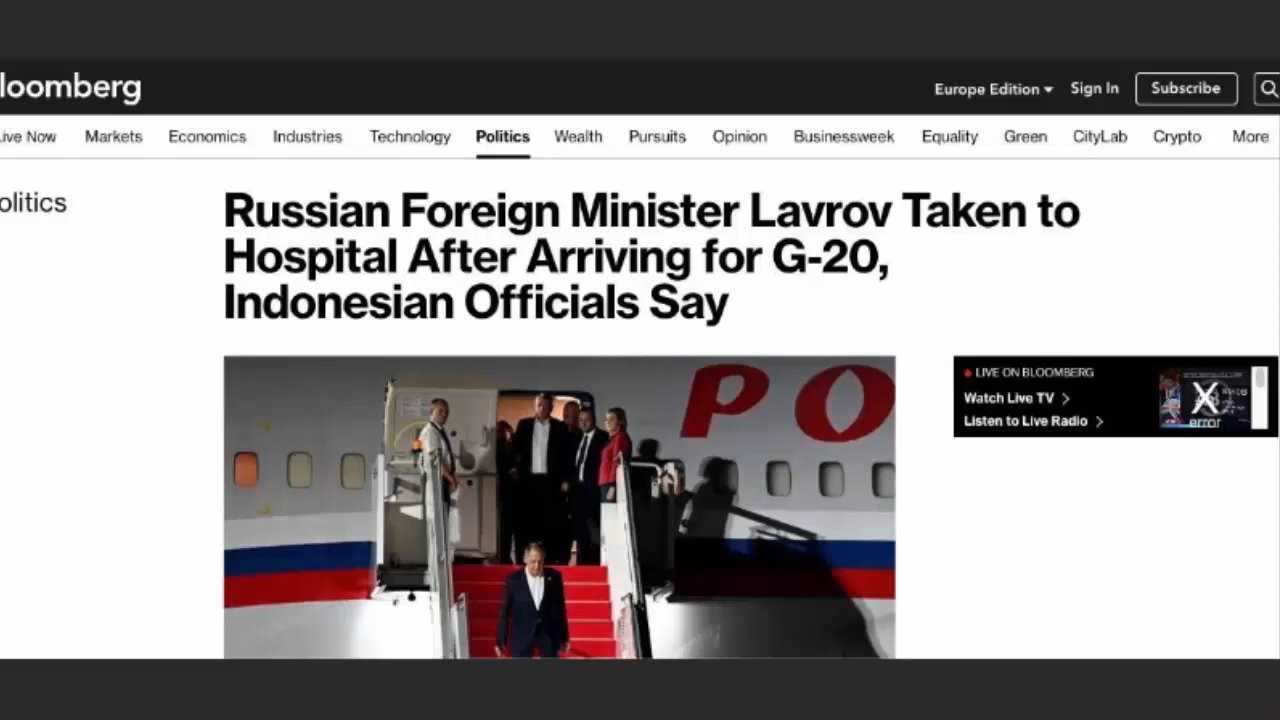 loomberg
Europe Edition Sign In Subscribe
ive Now Markets Economics Industries Technology Politics Wealth Pursuits Opinion Businessweek Equality Green CityLab Crypto More
olitics
Russian Foreign Minister Lavrov Taken to
Hospital After Arriving for G-20,
Indonesian Officials Say
РО
LIVE ON BLOOMBERG
Watch Live TV
Listen to Live Radio
error